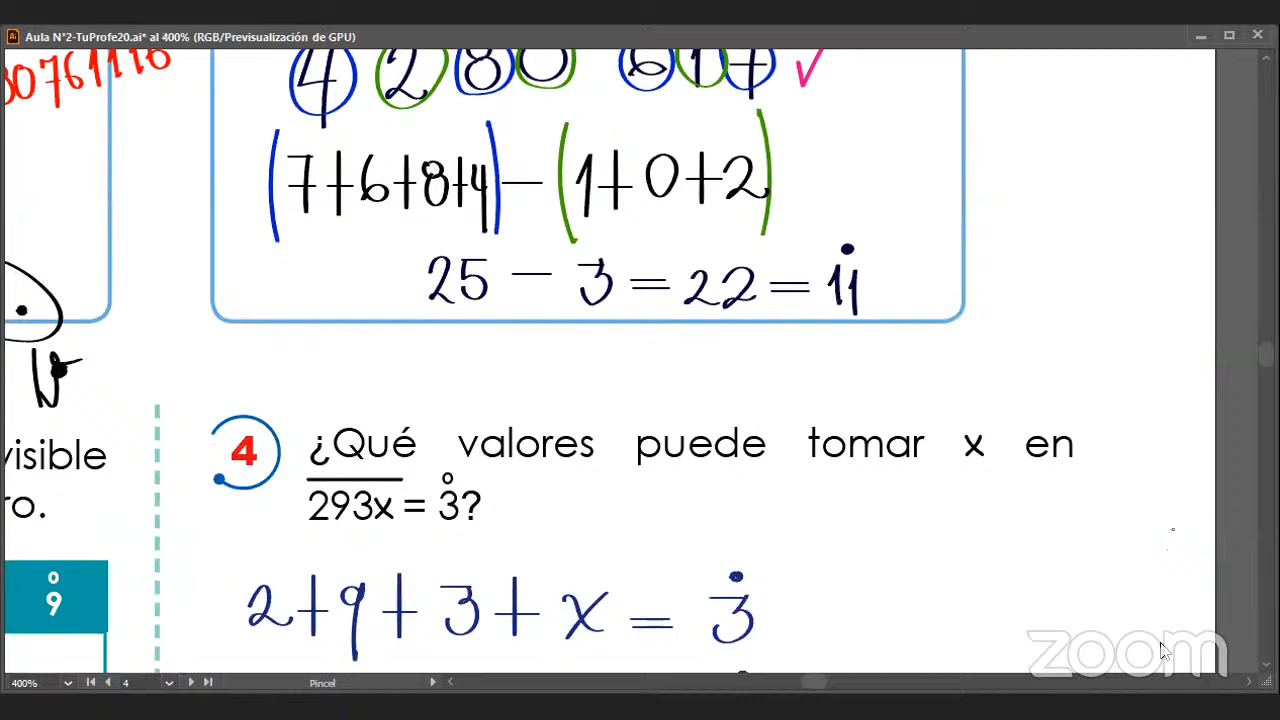 Aula N°2-TuProfe20.ai* al 400% (RGB/Previsualización de GPU)
30761116
4 2 8 0 6 1 7 ✓
(7+6+8+4) - (1+0+2)
25 - 3 = 22 = 1̇1
visible
ro.
4 ¿Qué valores puede tomar x en
293x = 3̊?
9̊
2+9+3+x = 3̇
zoom
400% 4 Pincel